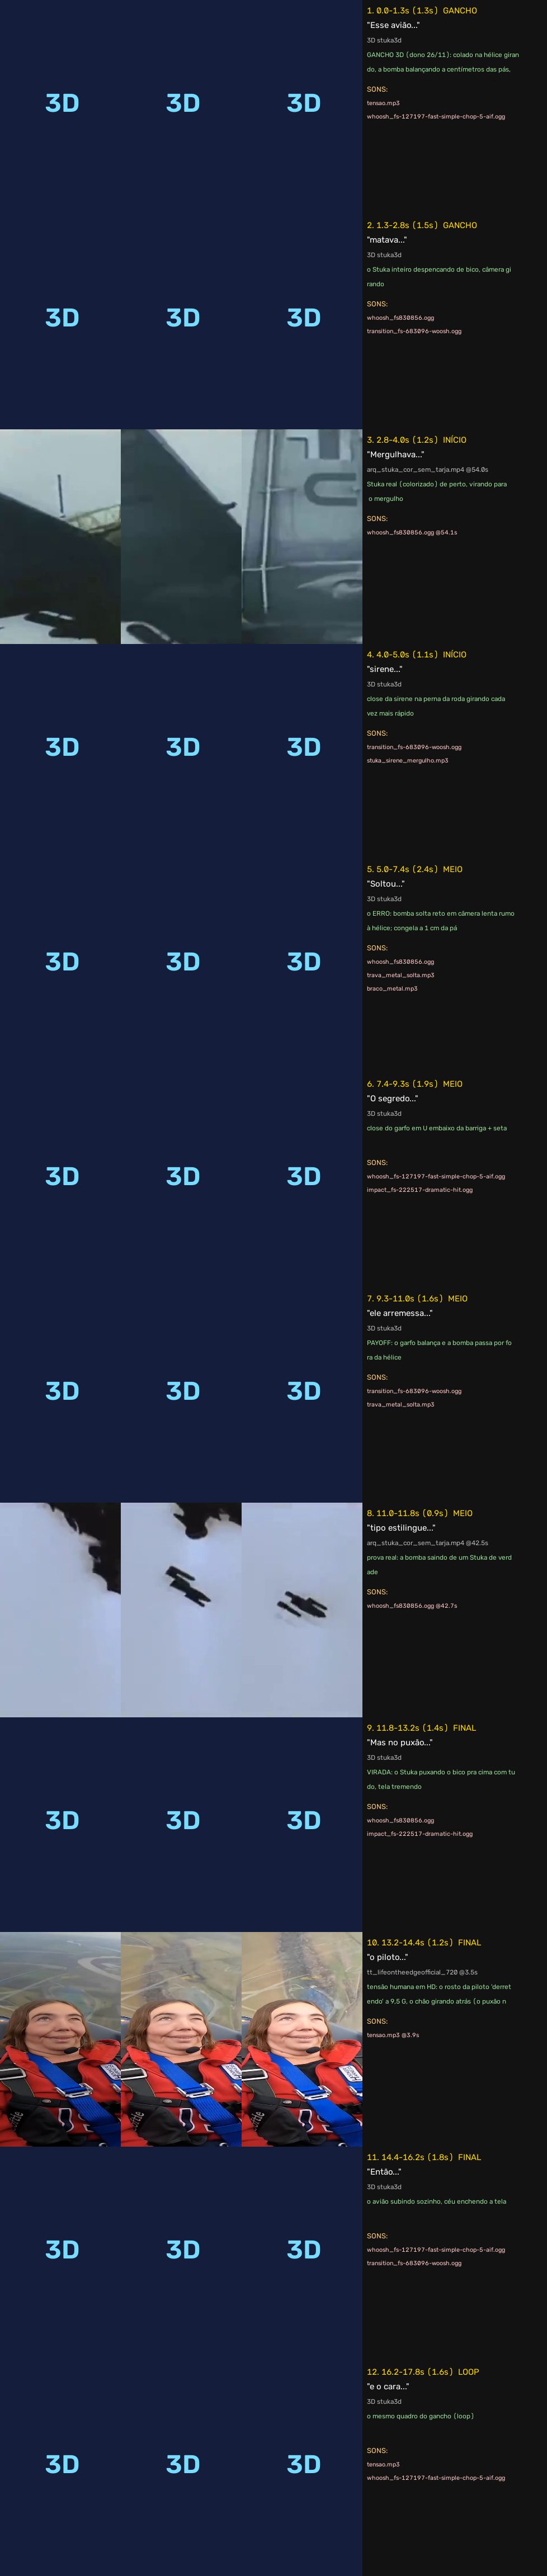 3D 3D 3D
1. 0.0-1.3s (1.3s) GANCHO
"Esse avião..."
3D stuka3d
GANCHO 3D (dono 26/11): colado na hélice giran
do, a bomba balançando a centímetros das pás,
SONS:
tensao.mp3
whoosh_fs-127197-fast-simple-chop-5-aif.ogg
3D 3D 3D
2. 1.3-2.8s (1.5s) GANCHO
"matava..."
3D stuka3d
o Stuka inteiro despencando de bico, câmera gi
rando
SONS:
whoosh_fs830856.ogg
transition_fs-683096-woosh.ogg
3. 2.8-4.0s (1.2s) INÍCIO
"Mergulhava..."
arq_stuka_cor_sem_tarja.mp4 @54.0s
Stuka real (colorizado) de perto, virando para
o mergulho
SONS:
whoosh_fs830856.ogg @54.1s
3D 3D 3D
4. 4.0-5.0s (1.1s) INÍCIO
"sirene..."
3D stuka3d
close da sirene na perna da roda girando cada
vez mais rápido
SONS:
transition_fs-683096-woosh.ogg
stuka_sirene_mergulho.mp3
3D 3D 3D
5. 5.0-7.4s (2.4s) MEIO
"Soltou..."
3D stuka3d
o ERRO: bomba solta reto em câmera lenta rumo
à hélice; congela a 1 cm da pá
SONS:
whoosh_fs830856.ogg
trava_metal_solta.mp3
braco_metal.mp3
3D 3D 3D
6. 7.4-9.3s (1.9s) MEIO
"O segredo..."
3D stuka3d
close do garfo em U embaixo da barriga + seta
SONS:
whoosh_fs-127197-fast-simple-chop-5-aif.ogg
impact_fs-222517-dramatic-hit.ogg
3D 3D 3D
7. 9.3-11.0s (1.6s) MEIO
"ele arremessa..."
3D stuka3d
PAYOFF: o garfo balança e a bomba passa por fo
ra da hélice
SONS:
transition_fs-683096-woosh.ogg
trava_metal_solta.mp3
8. 11.0-11.8s (0.9s) MEIO
"tipo estilingue..."
arq_stuka_cor_sem_tarja.mp4 @42.5s
prova real: a bomba saindo de um Stuka de verd
ade
SONS:
whoosh_fs830856.ogg @42.7s
3D 3D 3D
9. 11.8-13.2s (1.4s) FINAL
"Mas no puxão..."
3D stuka3d
VIRADA: o Stuka puxando o bico pra cima com tu
do, tela tremendo
SONS:
whoosh_fs830856.ogg
impact_fs-222517-dramatic-hit.ogg
10. 13.2-14.4s (1.2s) FINAL
"o piloto..."
tt_lifeontheedgeofficial_720 @3.5s
tensão humana em HD: o rosto da piloto 'derret
endo' a 9.5 G, o chão girando atrás (o puxão n
SONS:
tensao.mp3 @3.9s
3D 3D 3D
11. 14.4-16.2s (1.8s) FINAL
"Então..."
3D stuka3d
o avião subindo sozinho, céu enchendo a tela
SONS:
whoosh_fs-127197-fast-simple-chop-5-aif.ogg
transition_fs-683096-woosh.ogg
3D 3D 3D
12. 16.2-17.8s (1.6s) LOOP
"e o cara..."
3D stuka3d
o mesmo quadro do gancho (loop)
SONS:
tensao.mp3
whoosh_fs-127197-fast-simple-chop-5-aif.ogg